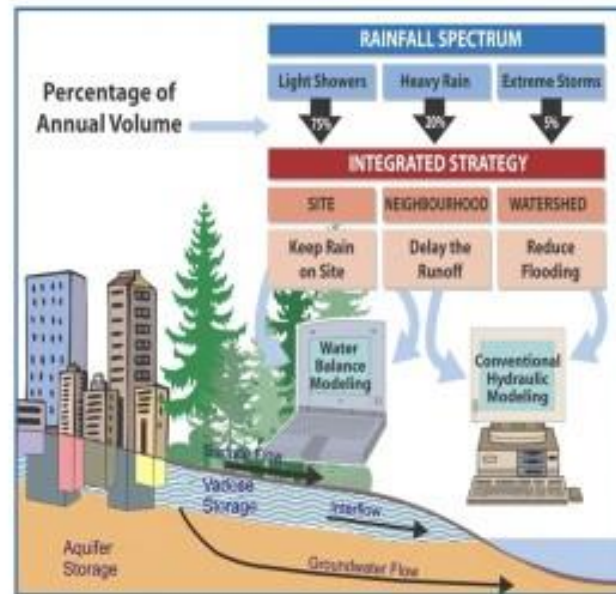 RAINFALL SPECTRUM
Light Showers
Heavy Rain
Extreme Storms
Percentage of
Annual Volume
75%
20%
5%
INTEGRATED STRATEGY
SITE
NEIGHBOURHOOD
WATERSHED
Keep Rain
on Site
Delay the
Runoff
Reduce
Flooding
Water
Balance
Modeling
Conventional
Hydraulic
Modeling
Surface Flow
Vadose
Storage
Interflow
Aquifer
Storage
Groundwater Flow